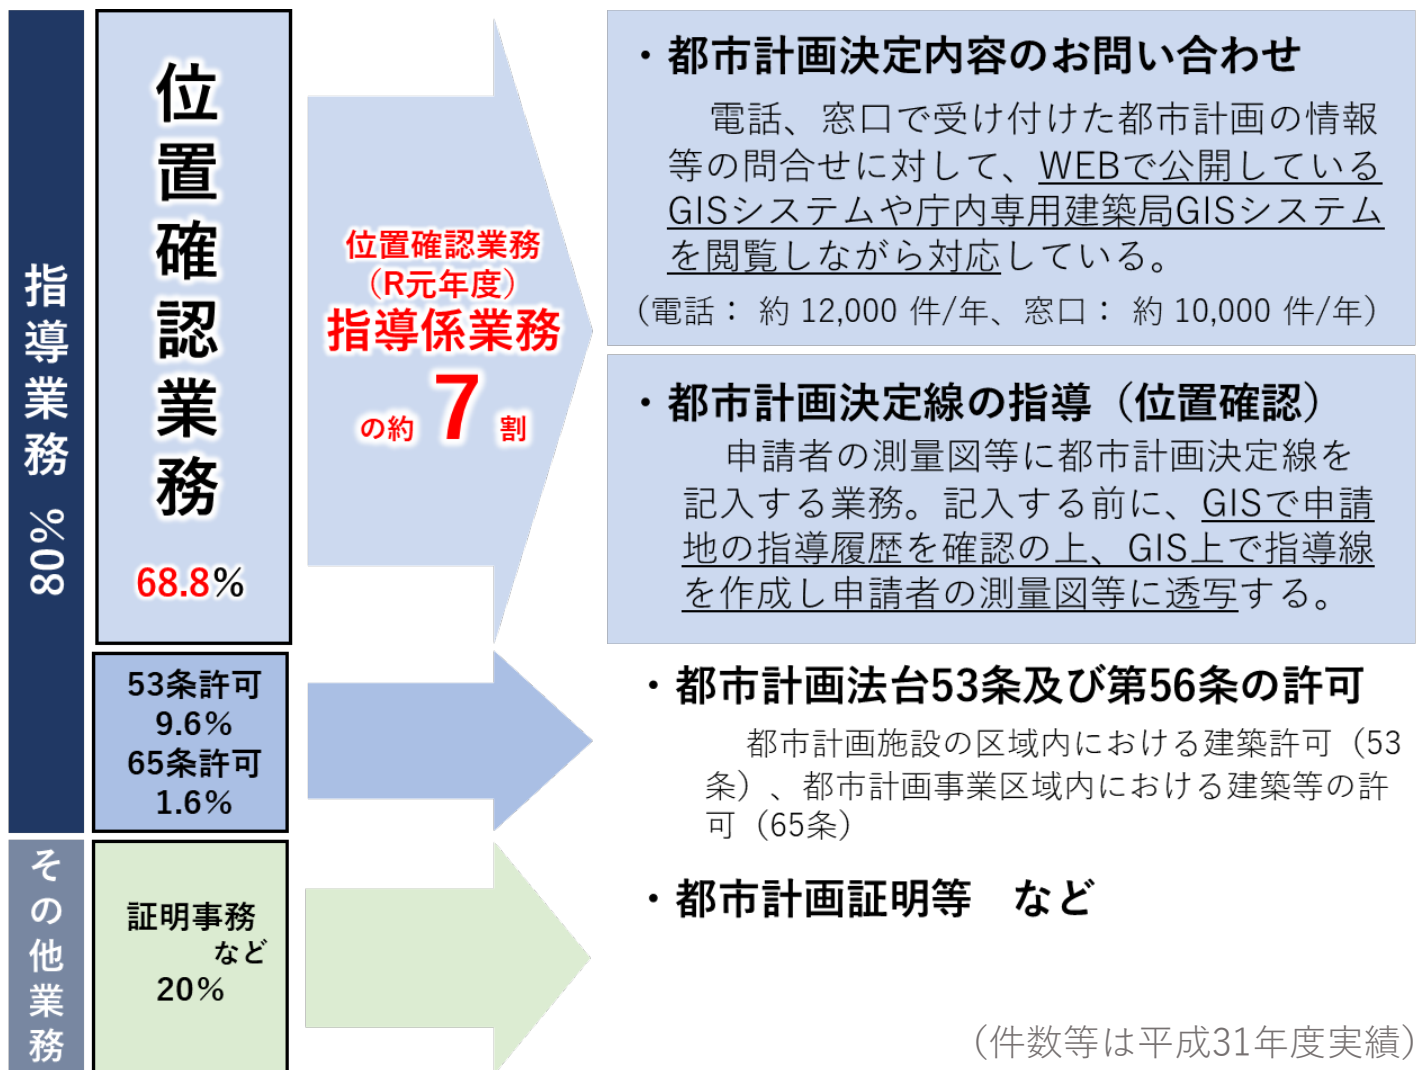 指導業務 80%
位置確認業務
68.8%
位置確認業務
（R元年度）
指導係業務
の約 7 割
・都市計画決定内容のお問い合わせ
電話、窓口で受け付けた都市計画の情報
等の問合せに対して、WEBで公開している
GISシステムや庁内専用建築局GISシステム
を閲覧しながら対応している。
（電話： 約 12,000 件/年、窓口： 約 10,000 件/年）
・都市計画決定線の指導（位置確認）
申請者の測量図等に都市計画決定線を
記入する業務。記入する前に、GISで申請
地の指導履歴を確認の上、GIS上で指導線
を作成し申請者の測量図等に透写する。
53条許可
9.6%
65条許可
1.6%
・都市計画法台53条及び第56条の許可
都市計画施設の区域内における建築許可（53
条）、都市計画事業区域内における建築等の許
可（65条）
その他業務
証明事務
など
20%
・都市計画証明等　など
（件数等は平成31年度実績）